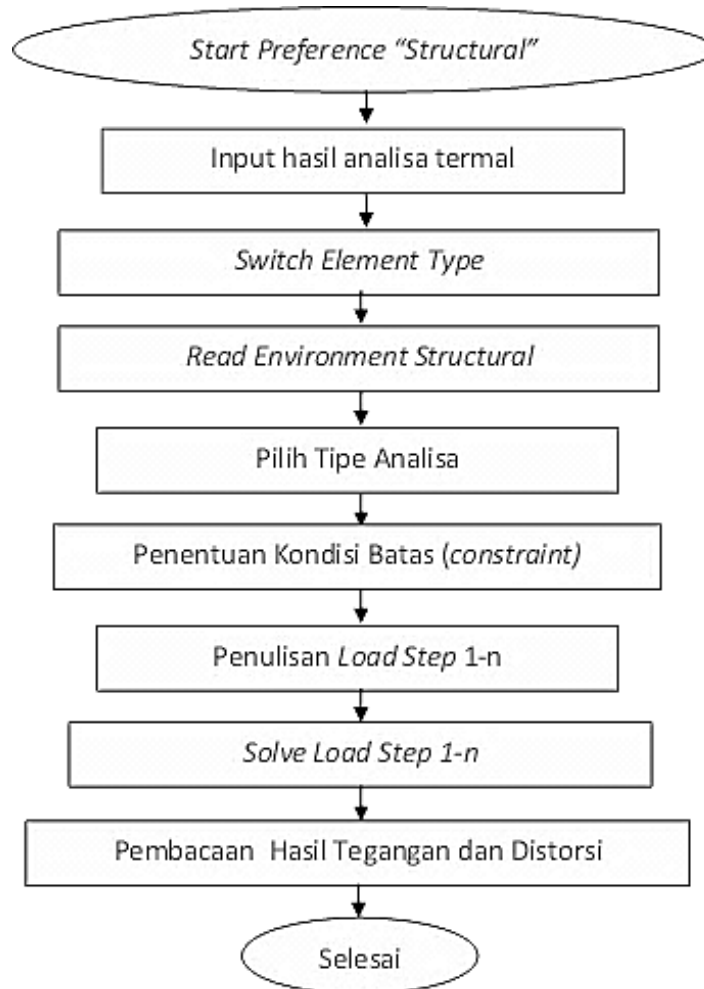 Start Preference “Structural”
Input hasil analisa termal
Switch Element Type
Read Environment Structural
Pilih Tipe Analisa
Penentuan Kondisi Batas (constraint)
Penulisan Load Step 1-n
Solve Load Step 1-n
Pembacaan Hasil Tegangan dan Distorsi
Selesai